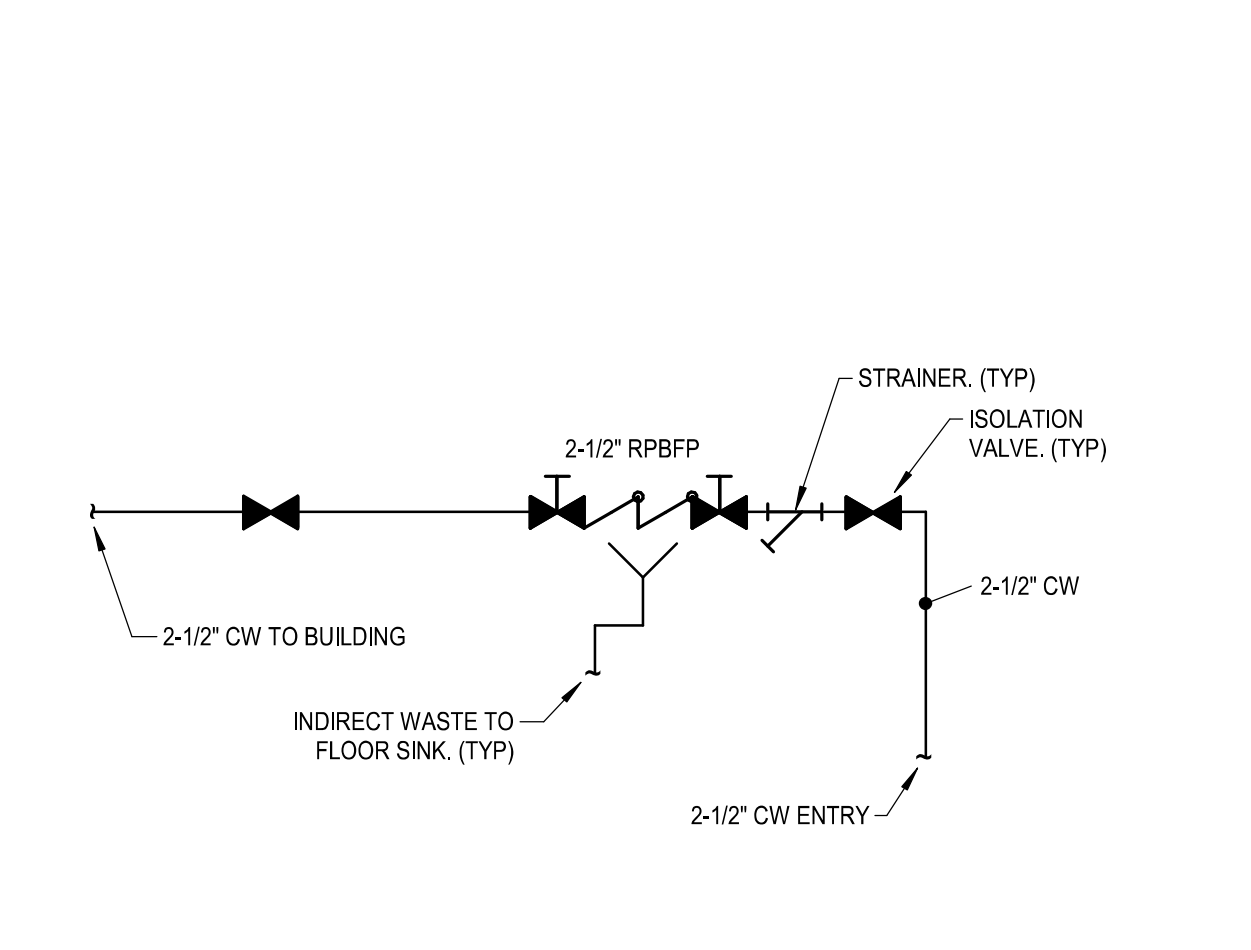 STRAINER. (TYP)
ISOLATION
VALVE. (TYP)
2-1/2" RPBFP
2-1/2" CW
2-1/2" CW TO BUILDING
INDIRECT WASTE TO
FLOOR SINK. (TYP)
2-1/2" CW ENTRY